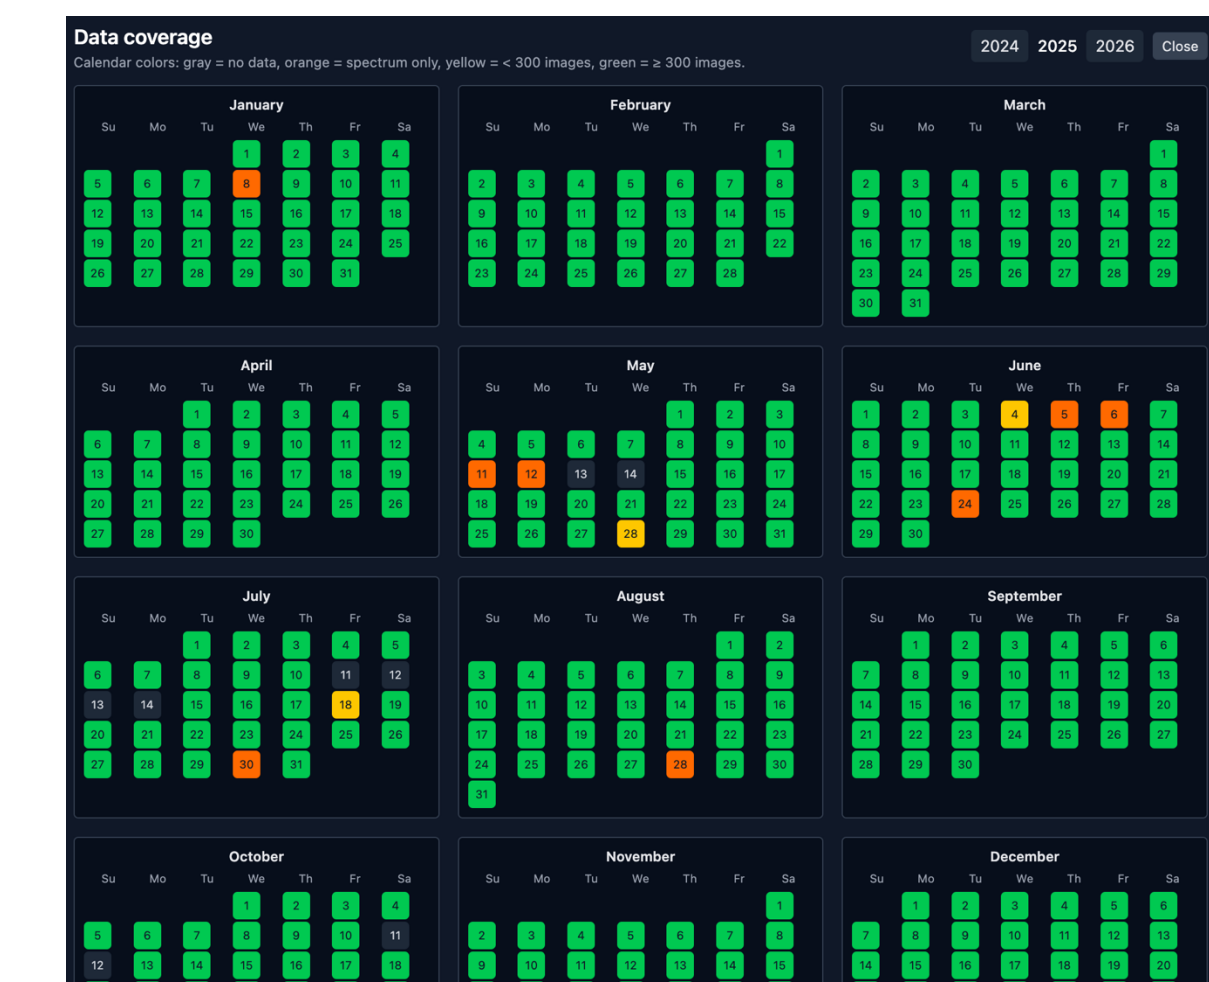 Data coverage
2024 2025 2026 Close
Calendar colors: gray = no data, orange = spectrum only, yellow = < 300 images, green = ≥ 300 images.
January
Su Mo Tu We Th Fr Sa
1 2 3 4
5 6 7 8 9 10 11
12 13 14 15 16 17 18
19 20 21 22 23 24 25
26 27 28 29 30 31
February
Su Mo Tu We Th Fr Sa
1
2 3 4 5 6 7 8
9 10 11 12 13 14 15
16 17 18 19 20 21 22
23 24 25 26 27 28
March
Su Mo Tu We Th Fr Sa
1
2 3 4 5 6 7 8
9 10 11 12 13 14 15
16 17 18 19 20 21 22
23 24 25 26 27 28 29
30 31
April
Su Mo Tu We Th Fr Sa
1 2 3 4 5
6 7 8 9 10 11 12
13 14 15 16 17 18 19
20 21 22 23 24 25 26
27 28 29 30
May
Su Mo Tu We Th Fr Sa
1 2 3
4 5 6 7 8 9 10
11 12 13 14 15 16 17
18 19 20 21 22 23 24
25 26 27 28 29 30 31
June
Su Mo Tu We Th Fr Sa
1 2 3 4 5 6 7
8 9 10 11 12 13 14
15 16 17 18 19 20 21
22 23 24 25 26 27 28
29 30
July
Su Mo Tu We Th Fr Sa
1 2 3 4 5
6 7 8 9 10 11 12
13 14 15 16 17 18 19
20 21 22 23 24 25 26
27 28 29 30 31
August
Su Mo Tu We Th Fr Sa
1 2
3 4 5 6 7 8 9
10 11 12 13 14 15 16
17 18 19 20 21 22 23
24 25 26 27 28 29 30
31
September
Su Mo Tu We Th Fr Sa
1 2 3 4 5 6
7 8 9 10 11 12 13
14 15 16 17 18 19 20
21 22 23 24 25 26 27
28 29 30
October
Su Mo Tu We Th Fr Sa
1 2 3 4
5 6 7 8 9 10 11
12 13 14 15 16 17 18
November
Su Mo Tu We Th Fr Sa
1
2 3 4 5 6 7 8
9 10 11 12 13 14 15
December
Su Mo Tu We Th Fr Sa
1 2 3 4 5 6
7 8 9 10 11 12 13
14 15 16 17 18 19 20